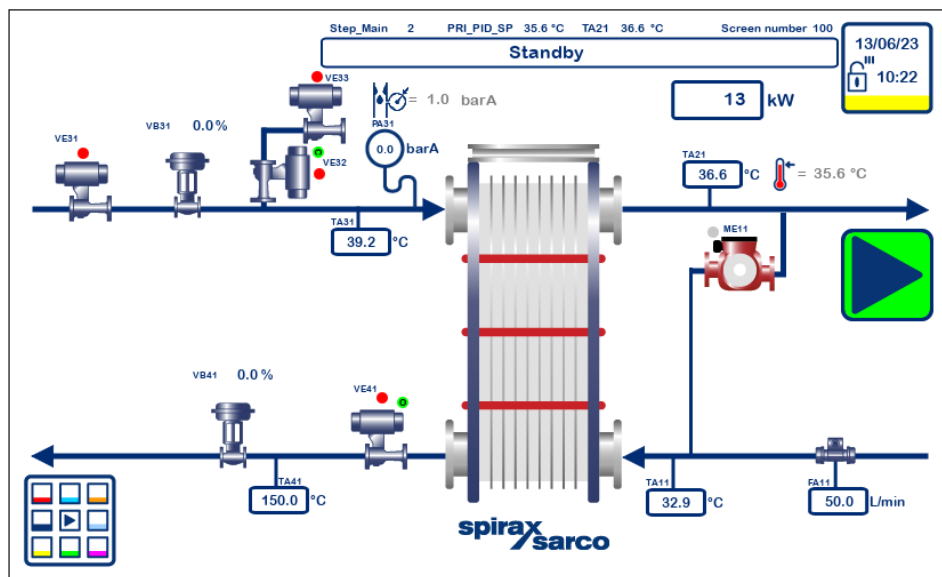 Step_Main 2 PRI_PID_SP 35.6 °C TA21 36.6 °C Screen number 100
Standby
13/06/23
10:22
VE33
= 1.0 barA
13 kW
PA31
VB31 0.0%
VE31
0.0 barA
VE32
TA21
36.6 °C
= 35.6 °C
TA31
39.2 °C
ME11
VB41 0.0%
VE41
TA41
150.0 °C
TA11
32.9 °C
FA11
50.0 L/min
spirax
sarco